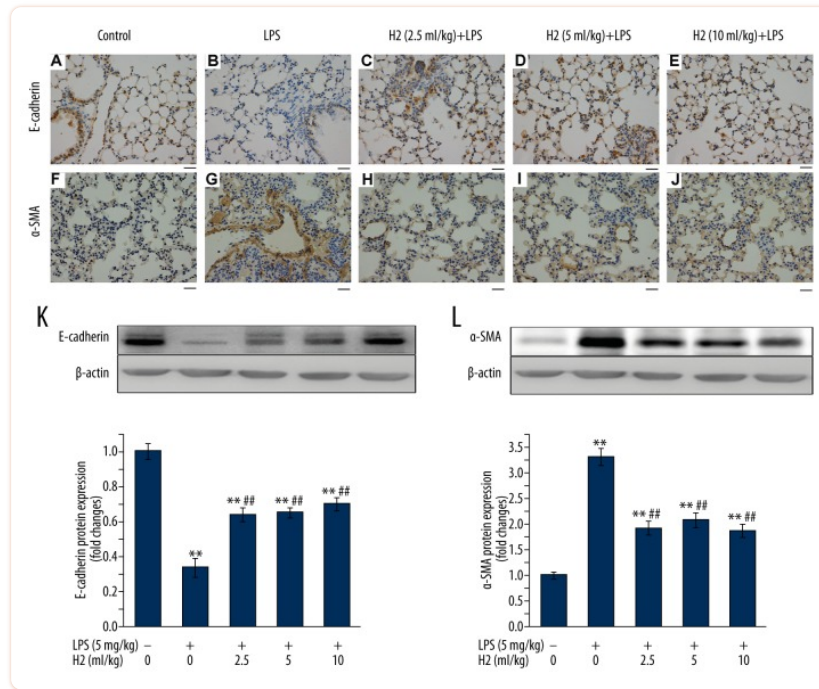 Control LPS H2 (2.5 ml/kg)+LPS H2 (5 ml/kg)+LPS H2 (10 ml/kg)+LPS
E-cadherin
A B C D E
α-SMA
F G H I J
K
E-cadherin
β-actin
E-cadherin protein expression
(fold changes)
1.0
0.8
0.6
0.4
0.2
0.0
**
** ##
** ##
** ##
LPS (5 mg/kg) – + + + +
H2 (ml/kg) 0 0 2.5 5 10
L
α-SMA
β-actin
α-SMA protein expression
(fold changes)
3.5
3.0
2.5
2.0
1.5
1.0
0.5
0.0
**
** ##
** ##
** ##
LPS (5 mg/kg) – + + + +
H2 (ml/kg) 0 0 2.5 5 10